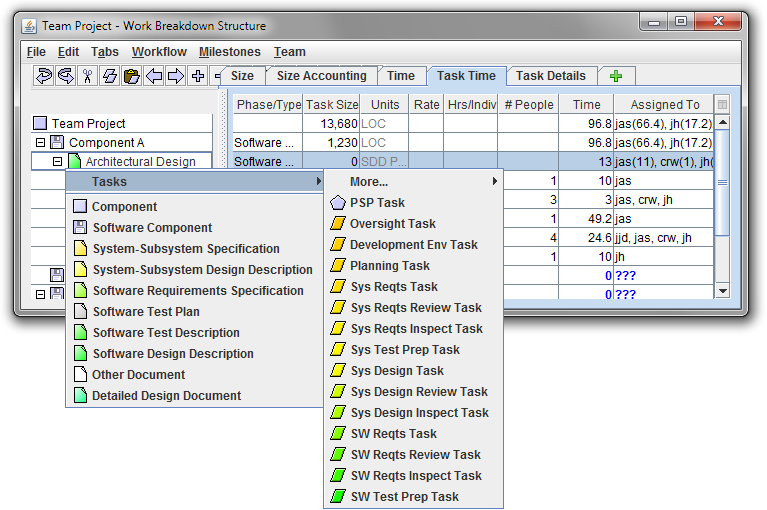 Team Project - Work Breakdown Structure
File Edit Tabs Workflow Milestones Team
Size Size Accounting Time Task Time Task Details
Phase/Type Task Size Units Rate Hrs/Indiv # People Time Assigned To
Team Project 13,680 LOC 96.8 jas(66.4), jh(17.2)
Component A Software ... 1,230 LOC 96.8 jas(66.4), jh(17.2)
Architectural Design Software ... 0 SDD P... 13 jas(11), crw(1), jh(
1 10 jas
3 3 jas, crw, jh
1 49.2 jas
4 24.6 jjd, jas, crw, jh
1 10 jh
0 ???
0 ???
Tasks
Component
Software Component
System-Subsystem Specification
System-Subsystem Design Description
Software Requirements Specification
Software Test Plan
Software Test Description
Software Design Description
Other Document
Detailed Design Document
More...
PSP Task
Oversight Task
Development Env Task
Planning Task
Sys Reqts Task
Sys Reqts Review Task
Sys Reqts Inspect Task
Sys Test Prep Task
Sys Design Task
Sys Design Review Task
Sys Design Inspect Task
SW Reqts Task
SW Reqts Review Task
SW Reqts Inspect Task
SW Test Prep Task